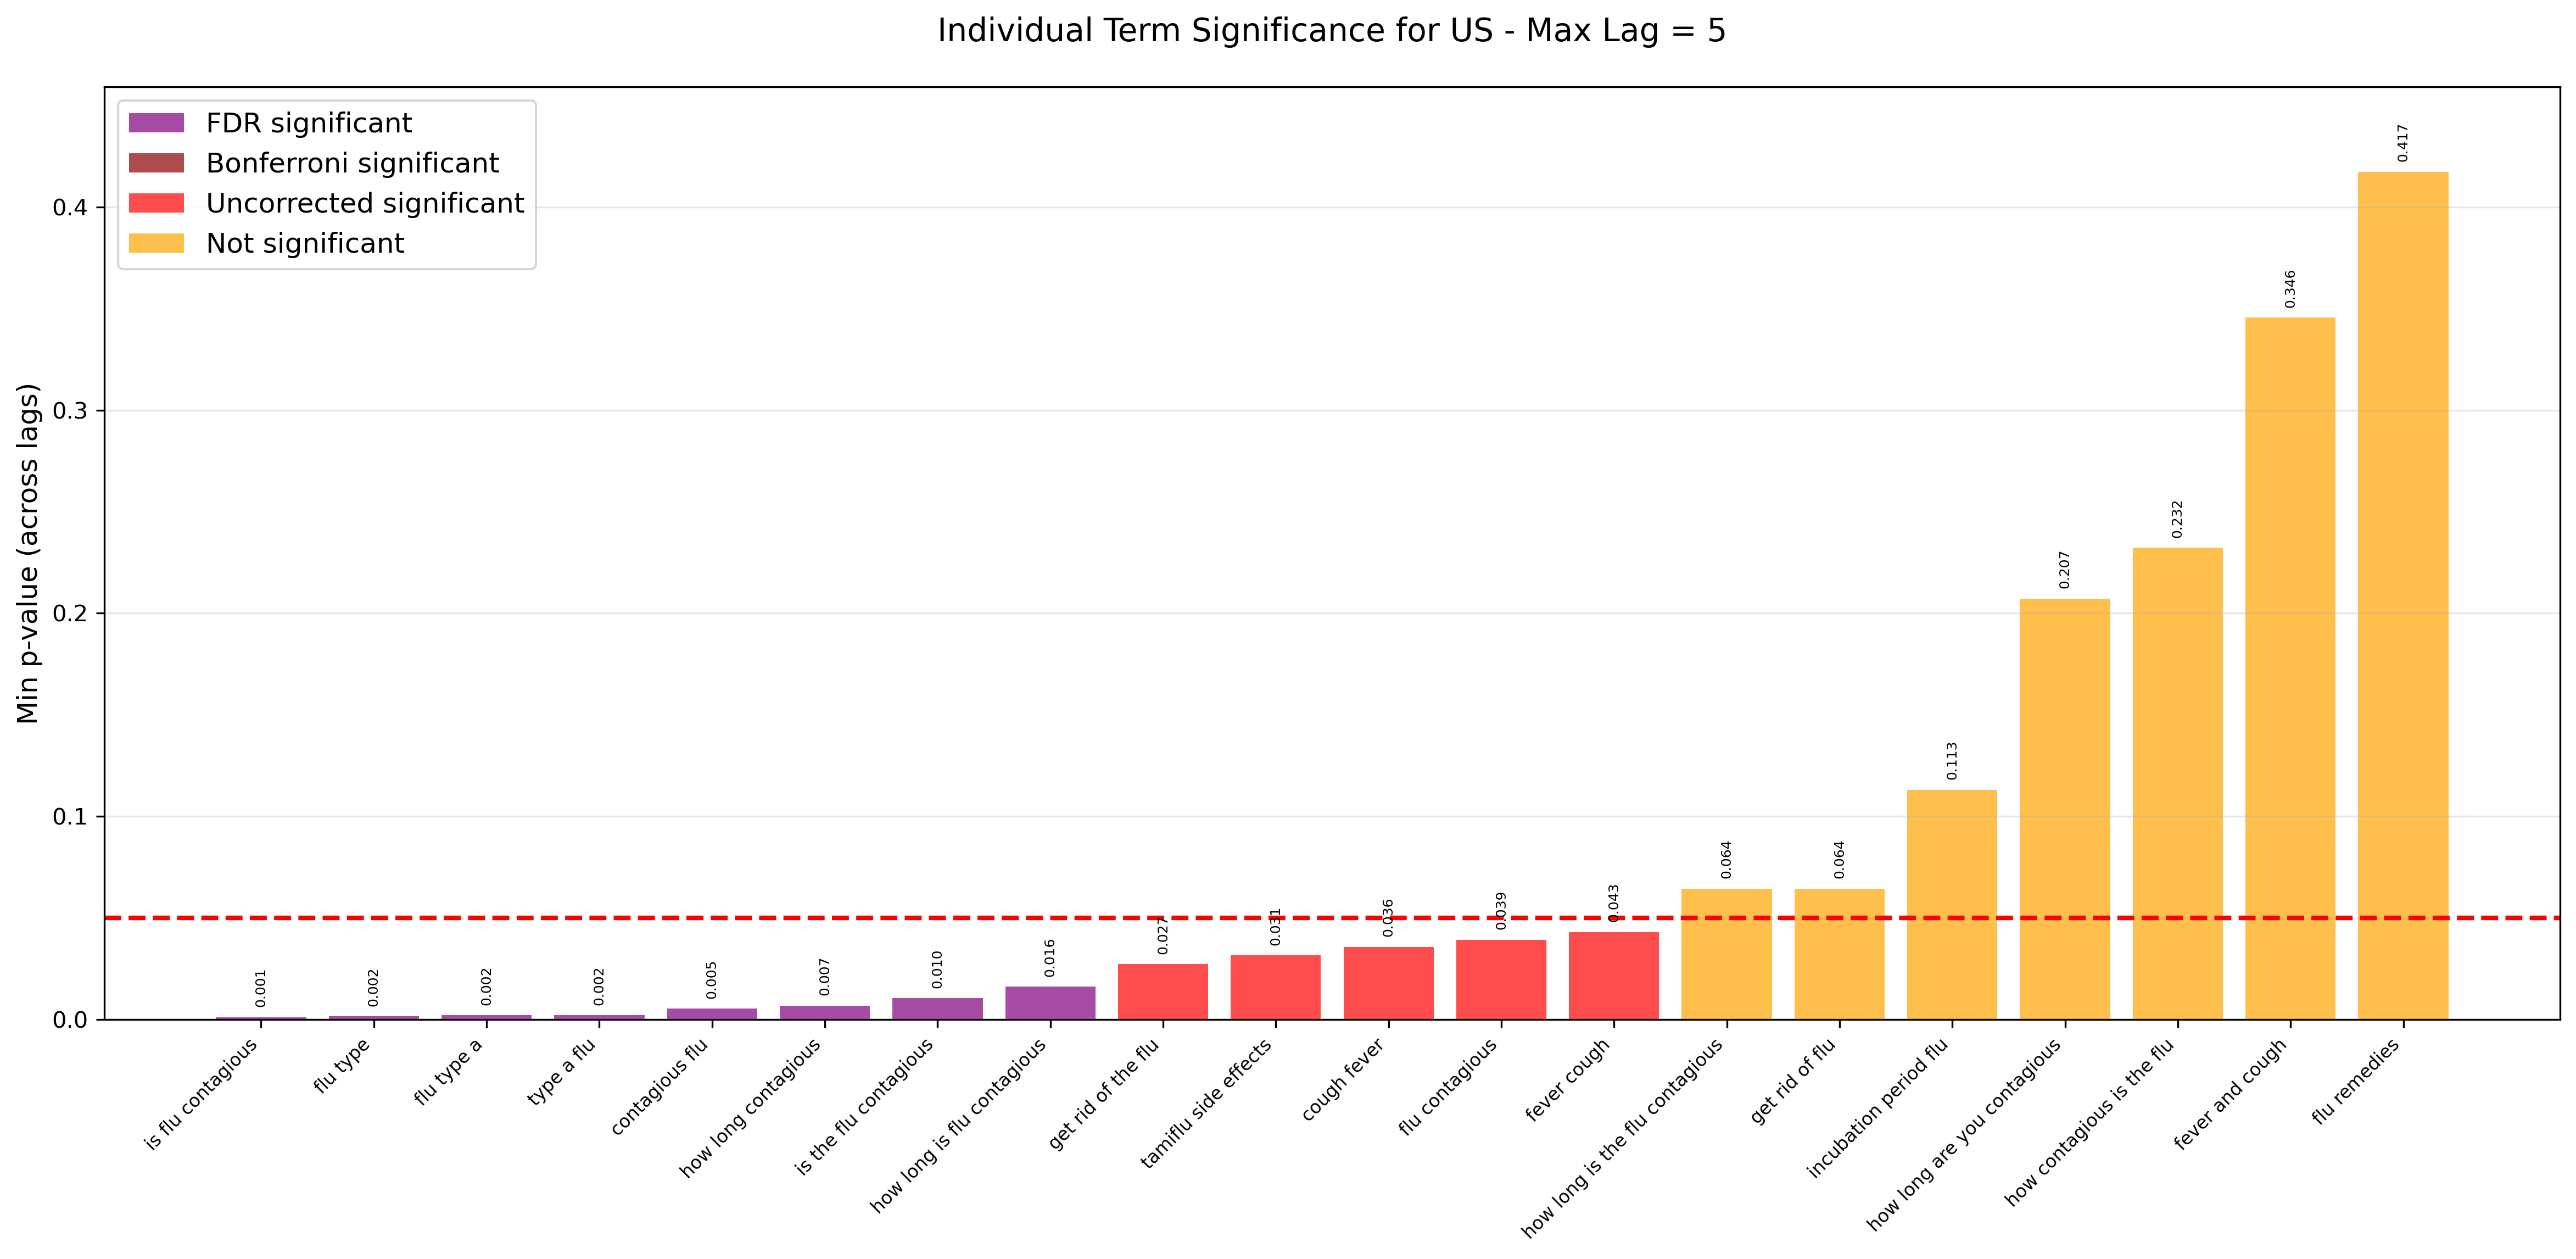 Individual Term Significance for US - Max Lag = 5
FDR significant
Bonferroni significant
Uncorrected significant
Not significant
Min p-value (across lags)
0.4
0.3
0.2
0.1
0.0
0.001
0.002
0.002
0.002
0.005
0.007
0.010
0.016
0.027
0.031
0.036
0.039
0.043
0.064
0.064
0.113
0.207
0.232
0.346
0.417
is flu contagious
flu type
flu type a
type a flu
contagious flu
how long contagious
is the flu contagious
how long is flu contagious
get rid of the flu
tamiflu side effects
cough fever
flu contagious
fever cough
how long is the flu contagious
get rid of flu
incubation period flu
how long are you contagious
how contagious is the flu
fever and cough
flu remedies